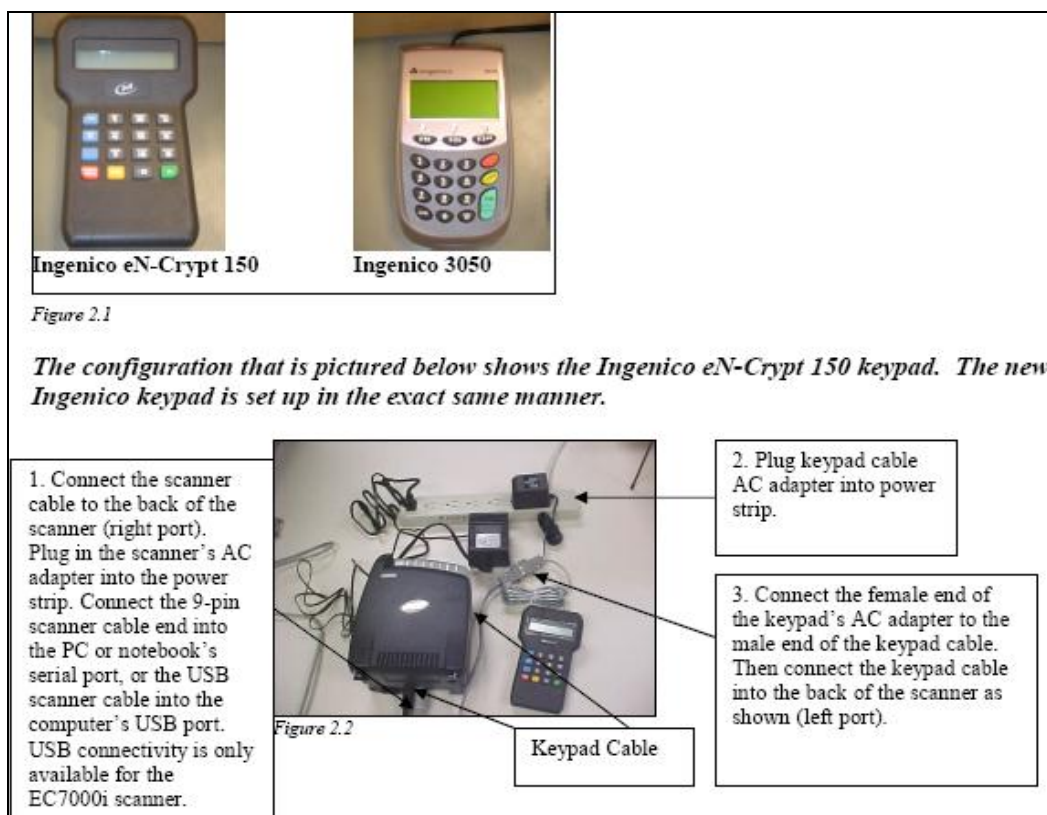 Ingenico eN-Crypt 150
Ingenico 3050
Figure 2.1
The configuration that is pictured below shows the Ingenico eN-Crypt 150 keypad.  The new
Ingenico keypad is set up in the exact same manner.
1. Connect the scanner
cable to the back of the
scanner (right port).
Plug in the scanner's AC
adapter into the power
strip. Connect the 9-pin
scanner cable end into
the PC or notebook's
serial port, or the USB
scanner cable into the
computer's USB port.
USB connectivity is only
available for the
EC7000i scanner.
2. Plug keypad cable
AC adapter into power
strip.
3. Connect the female end of
the keypad's AC adapter to the
male end of the keypad cable.
Then connect the keypad cable
into the back of the scanner as
shown (left port).
Figure 2.2
Keypad Cable